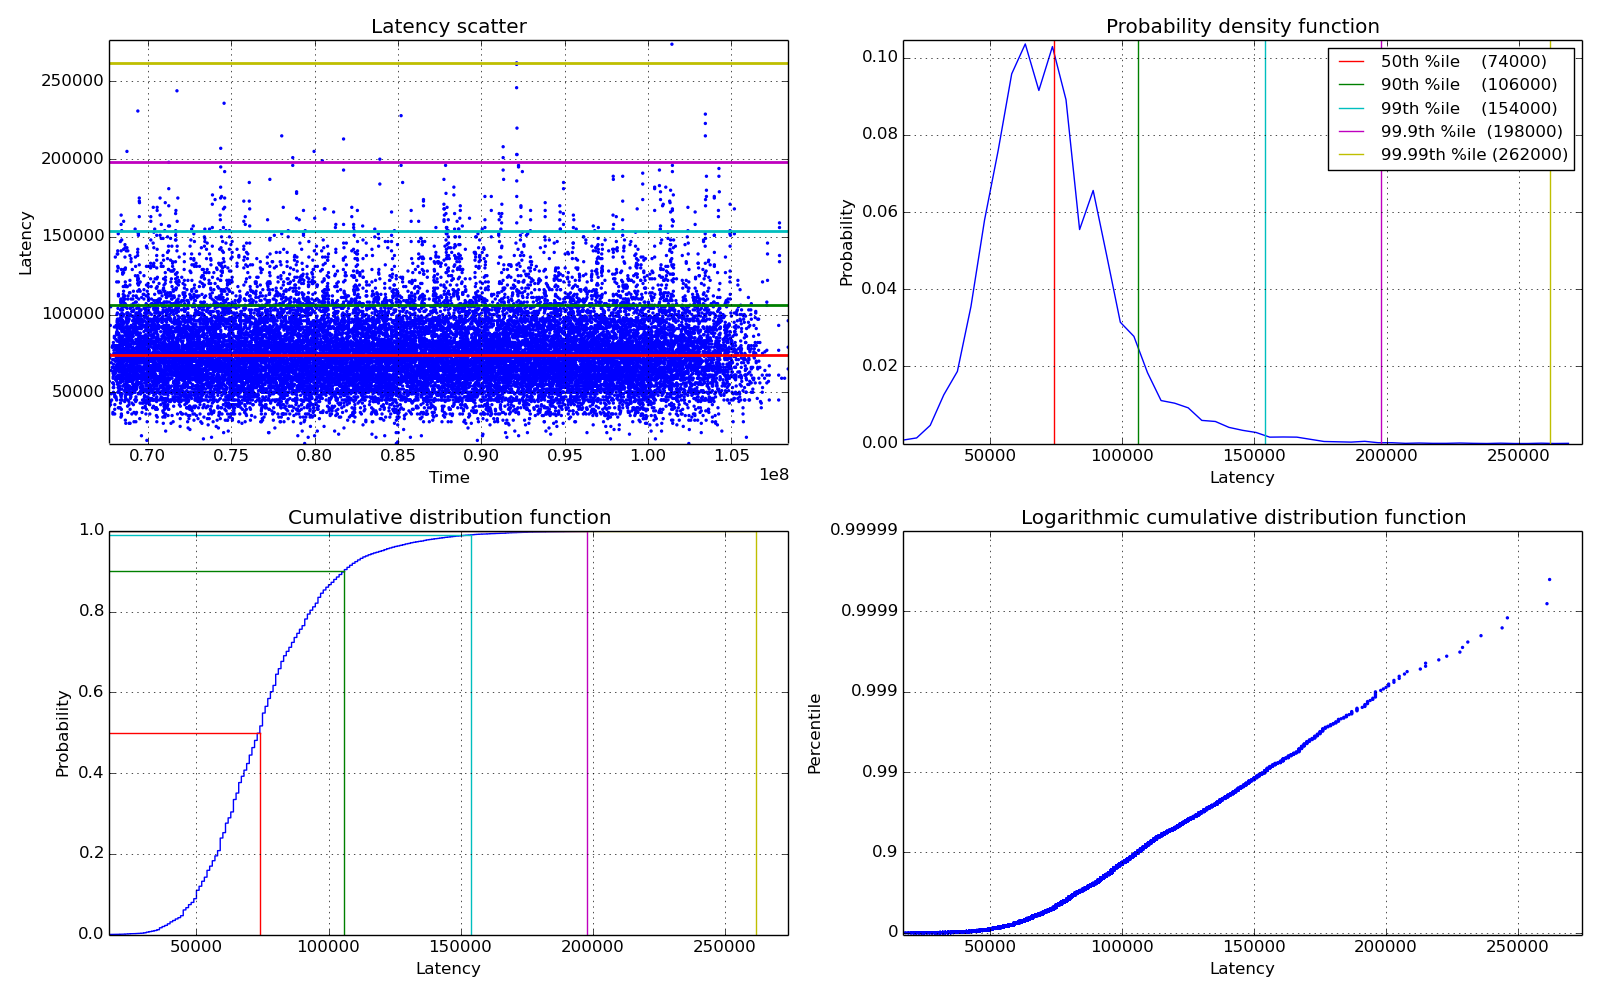 Latency scatter
250000
200000
150000
100000
50000
Latency
0.70
0.75
0.80
0.85
0.90
0.95
1.00
1.05
1e8
Time
Probability density function
0.10
0.08
0.06
0.04
0.02
0.00
Probability
50th %ile (74000)
90th %ile (106000)
99th %ile (154000)
99.9th %ile (198000)
99.99th %ile (262000)
50000
100000
150000
200000
250000
Latency
Cumulative distribution function
1.0
0.8
0.6
0.4
0.2
0.0
Probability
50000
100000
150000
200000
250000
Latency
Logarithmic cumulative distribution function
0.99999
0.9999
0.999
0.99
0.9
0
Percentile
50000
100000
150000
200000
250000
Latency